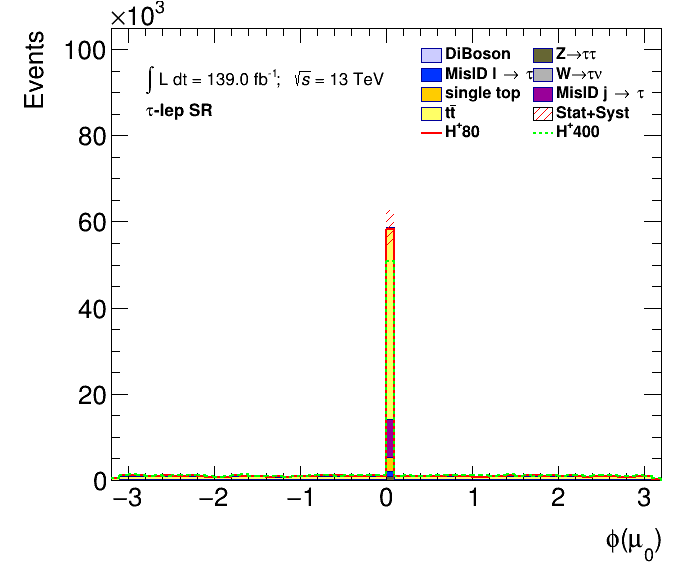 ×10³
Events
100
80
60
40
20
0
∫ L dt = 139.0 fb⁻¹; √s = 13 TeV
τ-lep SR
DiBoson
Z→ττ
MisID l → τ
W→τν
single top
MisID j → τ
tt̄
Stat+Syst
H⁺80
H⁺400
−3 −2 −1 0 1 2 3
ϕ(μ₀)